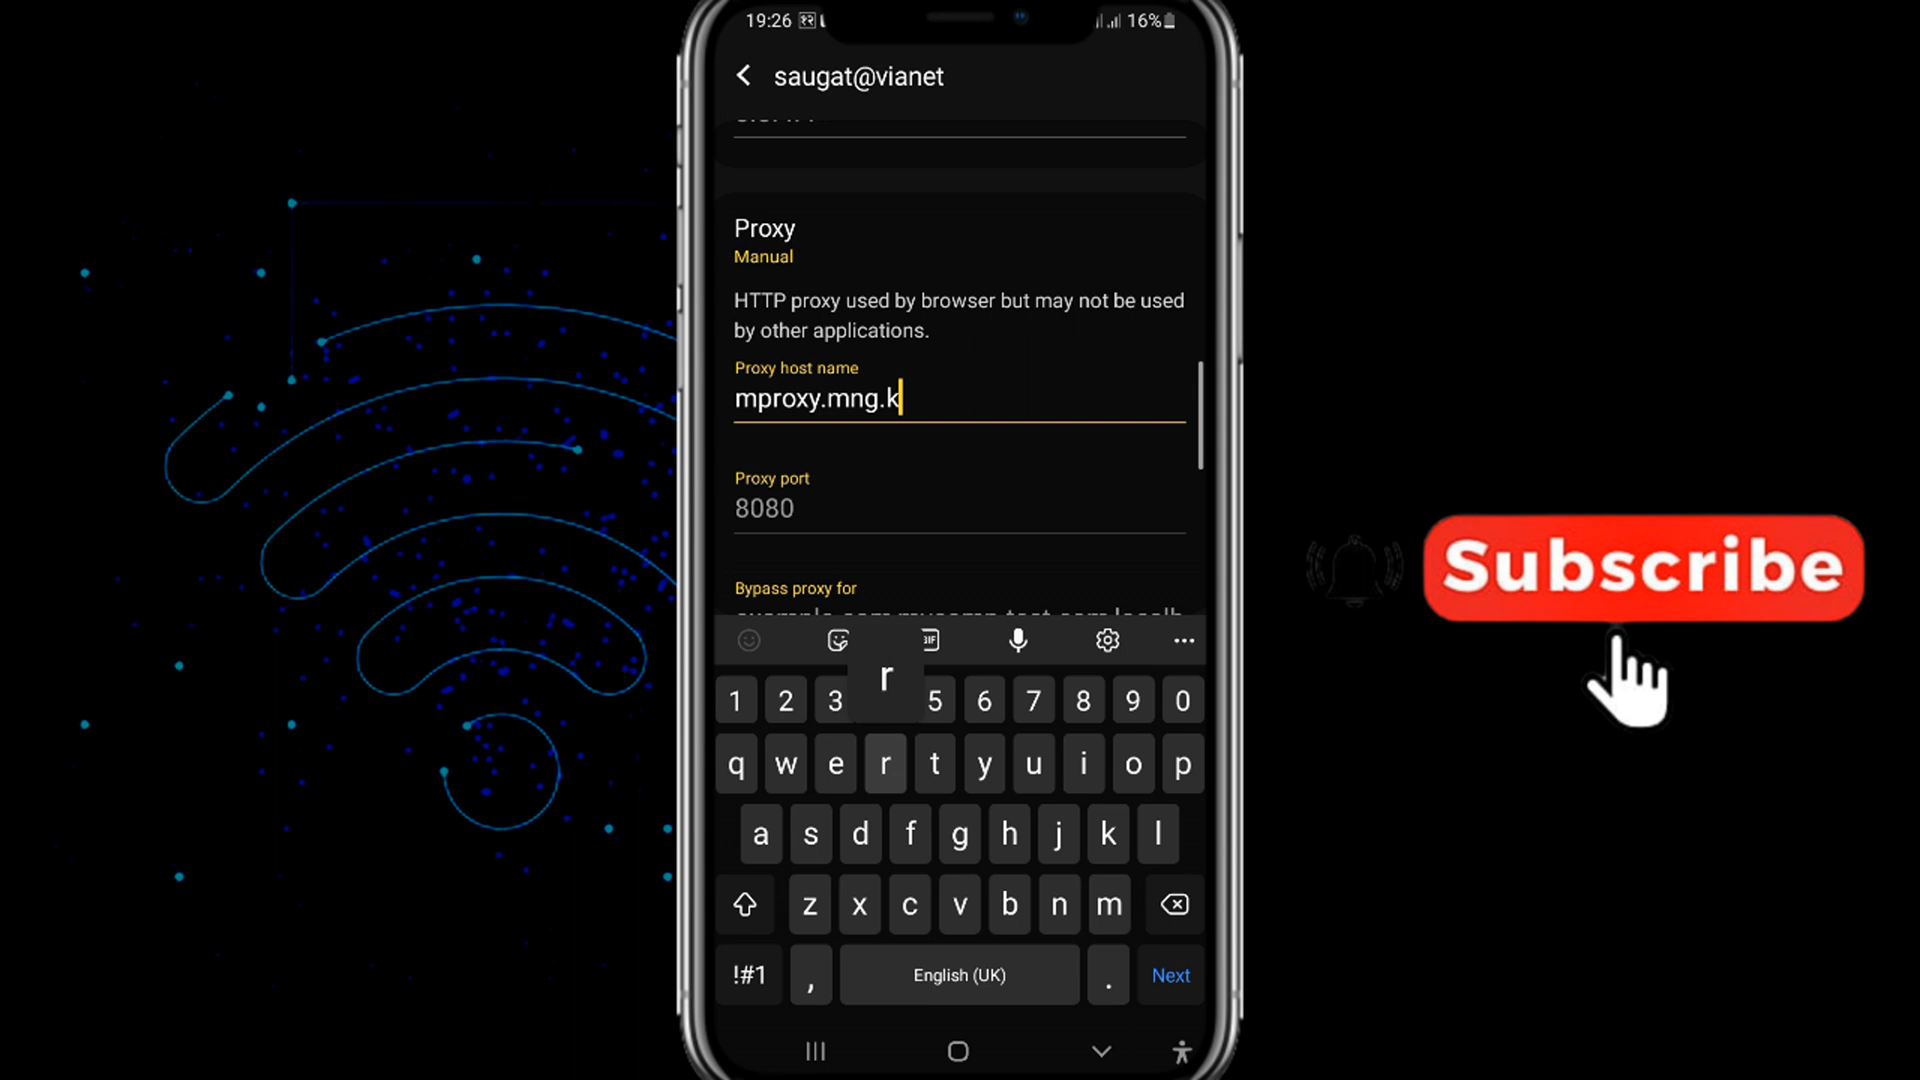 19:26
16%
saugat@vianet
Proxy
Manual
HTTP proxy used by browser but may not be used
by other applications.
Proxy host name
mproxy.mng.k
Proxy port
8080
Bypass proxy for
Subscribe
GIF
r
1 2 3 5 6 7 8 9 0
q w e r t y u i o p
a s d f g h j k l
z x c v b n m
!#1 , English (UK) . Next